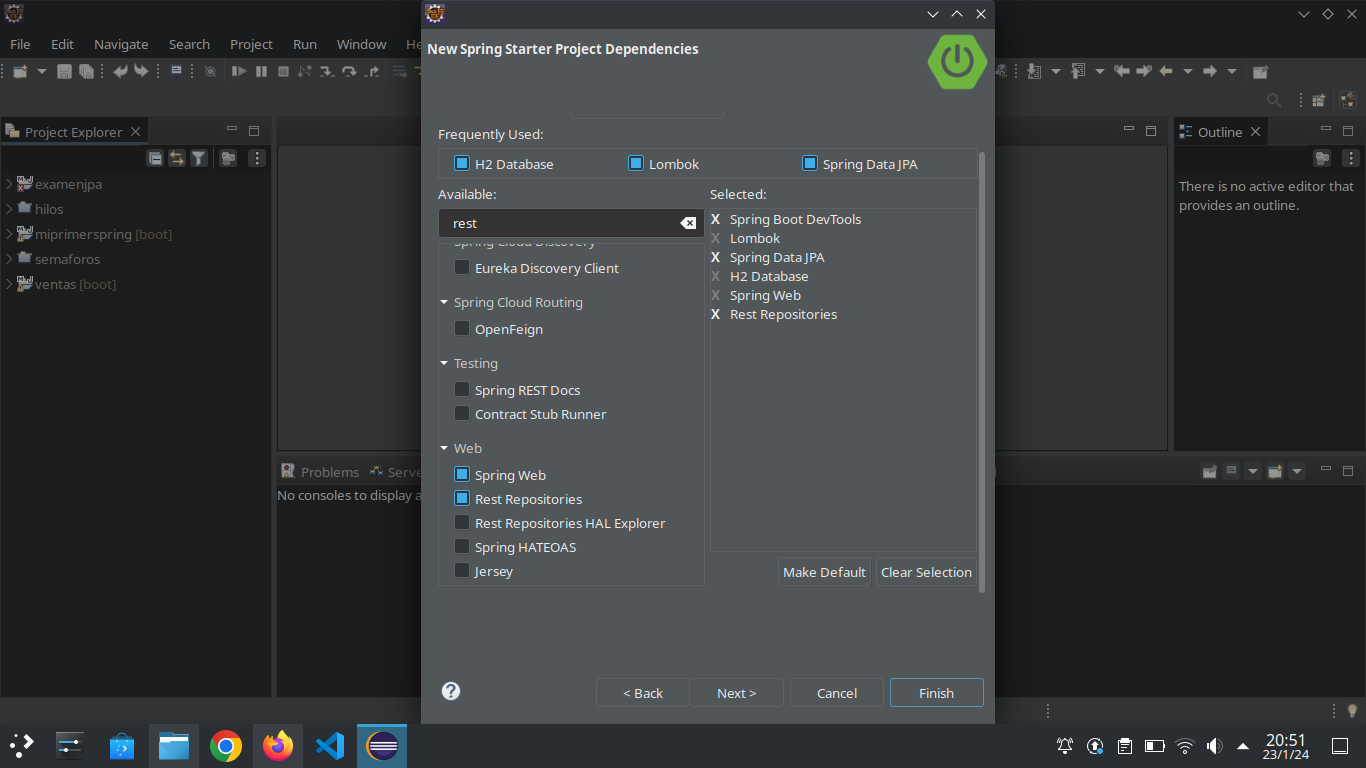 New Spring Starter Project Dependencies
File Edit Navigate Search Project Run Window He
Project Explorer
Outline
examenjpa
hilos
miprimerspring [boot]
semaforos
ventas [boot]
There is no active editor that
provides an outline.
Frequently Used:
H2 Database Lombok Spring Data JPA
Available:
rest
Spring Cloud Discovery
Eureka Discovery Client
Spring Cloud Routing
OpenFeign
Testing
Spring REST Docs
Contract Stub Runner
Web
Spring Web
Rest Repositories
Rest Repositories HAL Explorer
Spring HATEOAS
Jersey
Selected:
X Spring Boot DevTools
X Lombok
X Spring Data JPA
X H2 Database
X Spring Web
X Rest Repositories
Make Default Clear Selection
Problems Serve
No consoles to display a
< Back Next > Cancel Finish
20:51
23/1/24